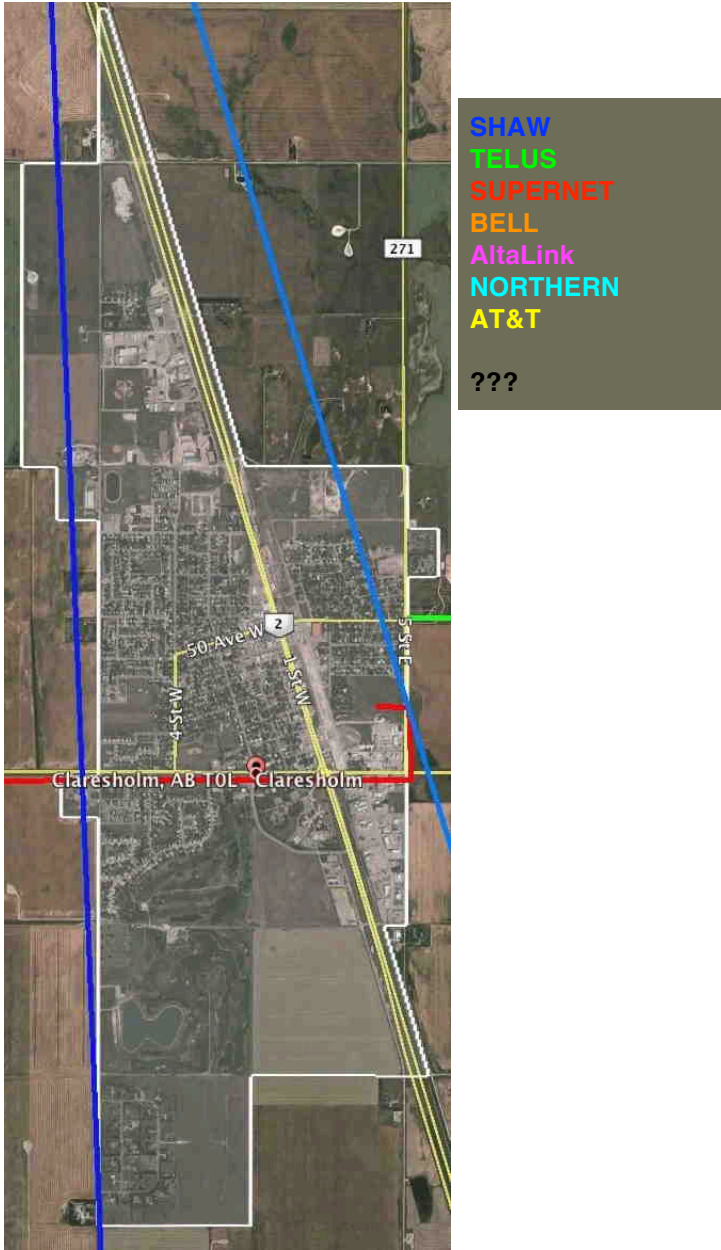 271
2
50 Ave W
1 St W
4 St W
5 St E
Claresholm, AB T0L
Claresholm
SHAW
TELUS
SUPERNET
BELL
AltaLink
NORTHERN
AT&T
???